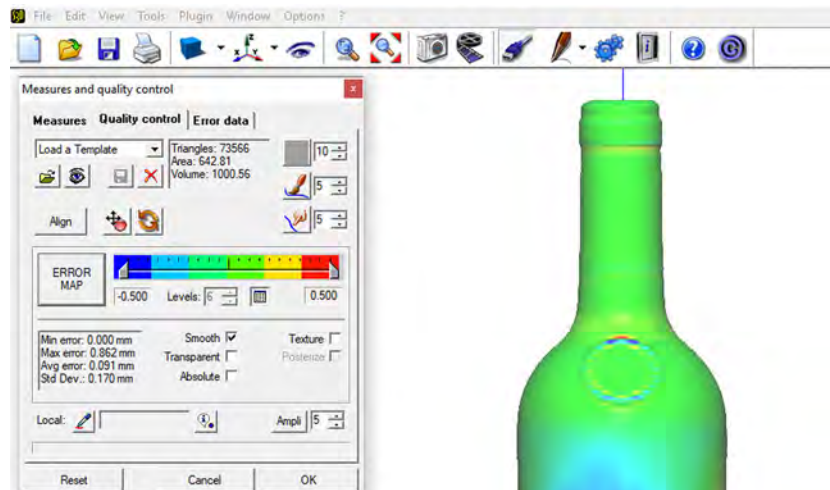 File Edit View Tools Plugin Window Options ?
Measures and quality control x
Measures Quality control Error data
Load a Template
Triangles: 73566
Area: 642.81
Volume: 1000.56
10
5
Align
5
ERROR
MAP
-0.500 Levels: 6 0.500
Min error: 0.000 mm
Max error: 0.862 mm
Avg error: 0.091 mm
Std Dev.: 0.170 mm
Smooth Texture
Transparent Posterize
Absolute
Local: Ampli 5
Reset Cancel OK